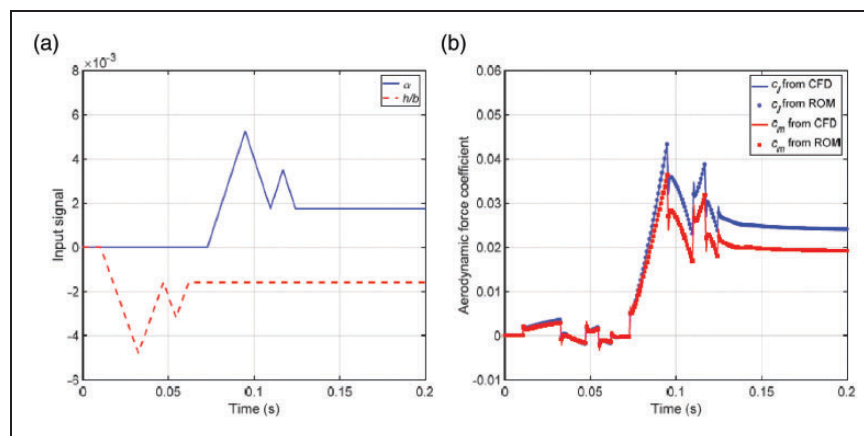 (a)
×10⁻³
8
6
4
2
0
-2
-4
-6
0
0.05
0.1
0.15
0.2
Input signal
Time (s)
α
h/b
(b)
0.06
0.05
0.04
0.03
0.02
0.01
0
-0.01
0
0.05
0.1
0.15
0.2
Aerodynamic force coefficient
Time (s)
c_l from CFD
c_l from ROM
c_m from CFD
c_m from ROM